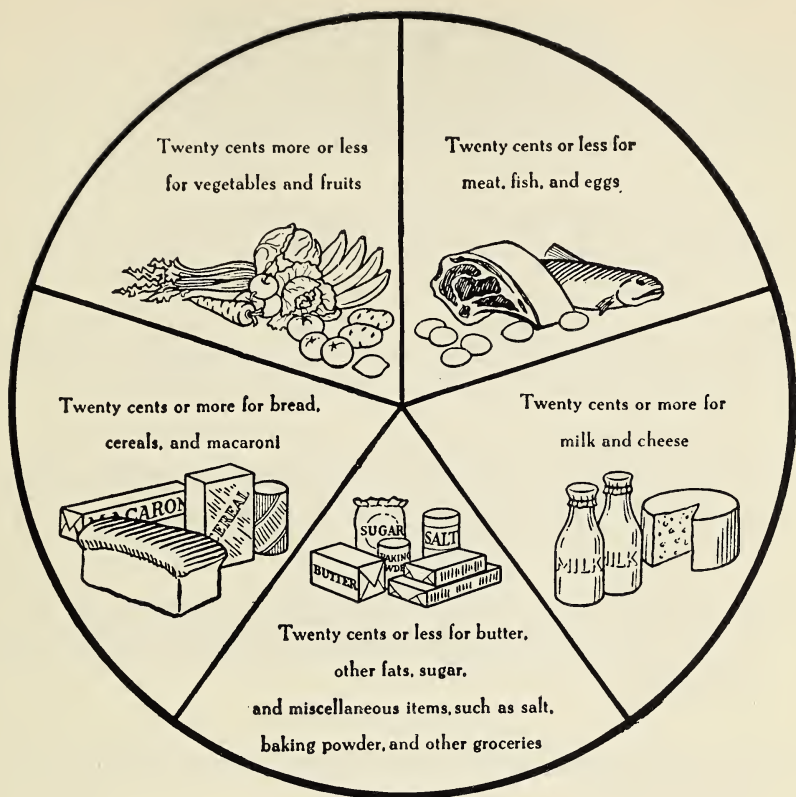 Twenty cents more or less
for vegetables and fruits
Twenty cents or less for
meat, fish, and eggs
Twenty cents or more for bread,
cereals, and macaroni
MACARON
CEREAL
Twenty cents or more for
milk and cheese
MILK
MILK
SUGAR
SALT
BAKING
BUTTER
Twenty cents or less for butter,
other fats, sugar,
and miscellaneous items, such as salt,
baking powder, and other groceries